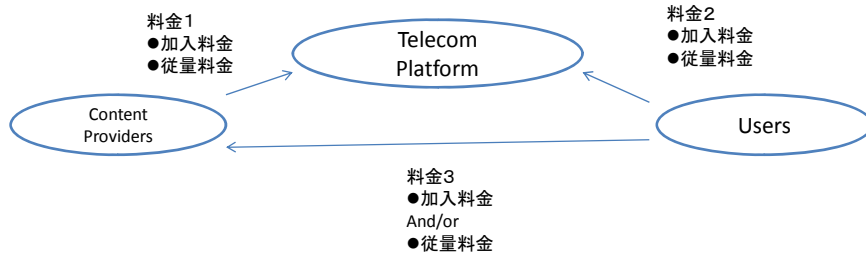 料金１
●加入料金
●従量料金
Telecom
Platform
料金２
●加入料金
●従量料金
Content
Providers
Users
料金３
●加入料金
And/or
●従量料金